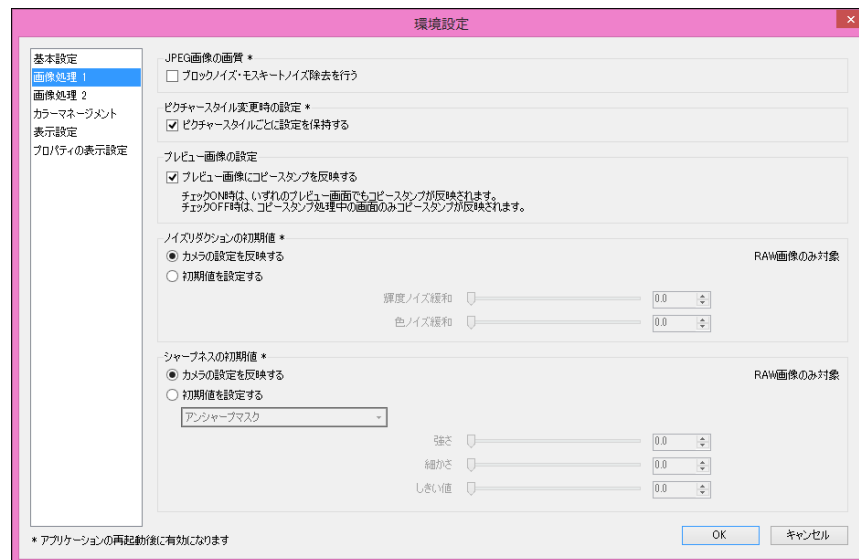 環境設定
基本設定
画像処理 1
画像処理 2
カラーマネージメント
表示設定
プロパティの表示設定
JPEG画像の画質 *
ブロックノイズ・モスキートノイズ除去を行う
ピクチャースタイル変更時の設定 *
ピクチャースタイルごとに設定を保持する
プレビュー画像の設定
プレビュー画像にコピースタンプを反映する
チェックON時は、いずれのプレビュー画面でもコピースタンプが反映されます。
チェックOFF時は、コピースタンプ処理中の画面のみコピースタンプが反映されます。
ノイズリダクションの初期値 *
カメラの設定を反映する RAW画像のみ対象
初期値を設定する
輝度ノイズ緩和 0.0
色ノイズ緩和 0.0
シャープネスの初期値 *
カメラの設定を反映する RAW画像のみ対象
初期値を設定する
アンシャープマスク
強さ 0.0
細かさ 0.0
しきい値 0.0
* アプリケーションの再起動後に有効になります
OK キャンセル